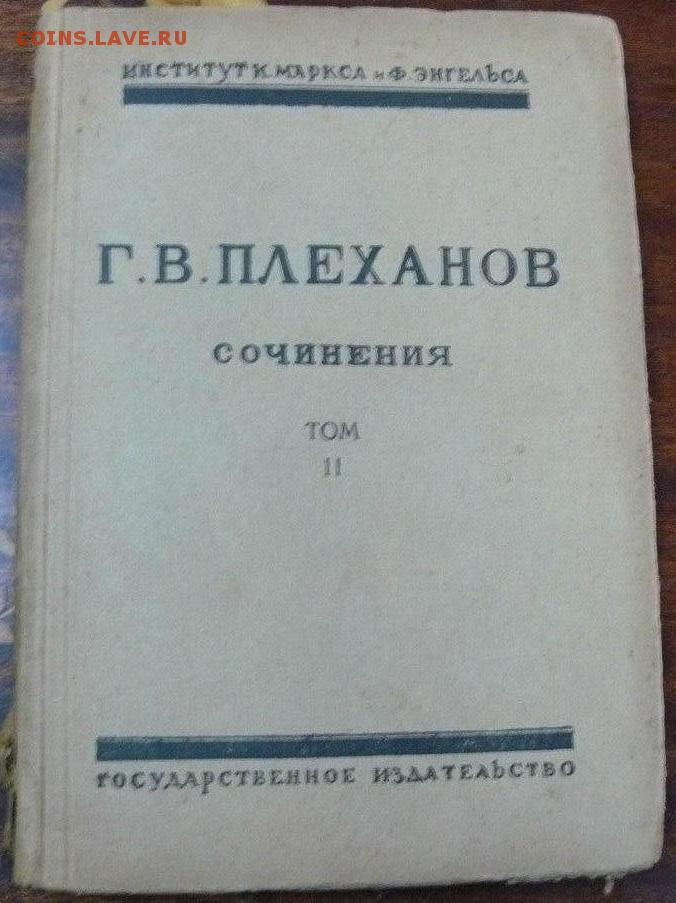 COINS.LAVE.RU
ИНСТИТУТ К. МАРКСА и Ф. ЭНГЕЛЬСА
Г. В. ПЛЕХАНОВ
СОЧИНЕНИЯ
ТОМ
II
ГОСУДАРСТВЕННОЕ ИЗДАТЕЛЬСТВО